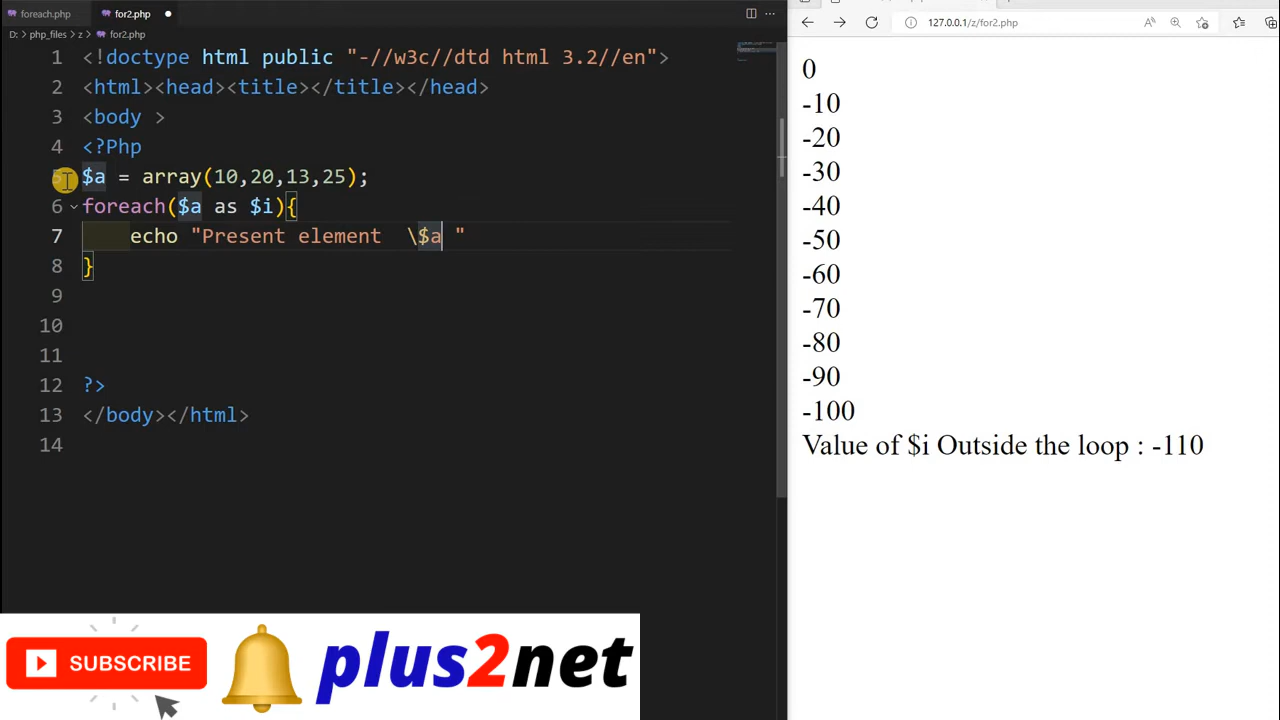 foreach.php
for2.php
D: > php_files > z > for2.php
1 <!doctype html public "-//w3c//dtd html 3.2//en">
2 <html><head><title></title></head>
3 <body >
4 <?Php
5 $a = array(10,20,13,25);
6 foreach($a as $i){
7 echo "Present element  \$a "
8 }
9
10
11
12 ?>
13 </body></html>
14
127.0.0.1/z/for2.php
0
-10
-20
-30
-40
-50
-60
-70
-80
-90
-100
Value of $i Outside the loop : -110
SUBSCRIBE
plus2net